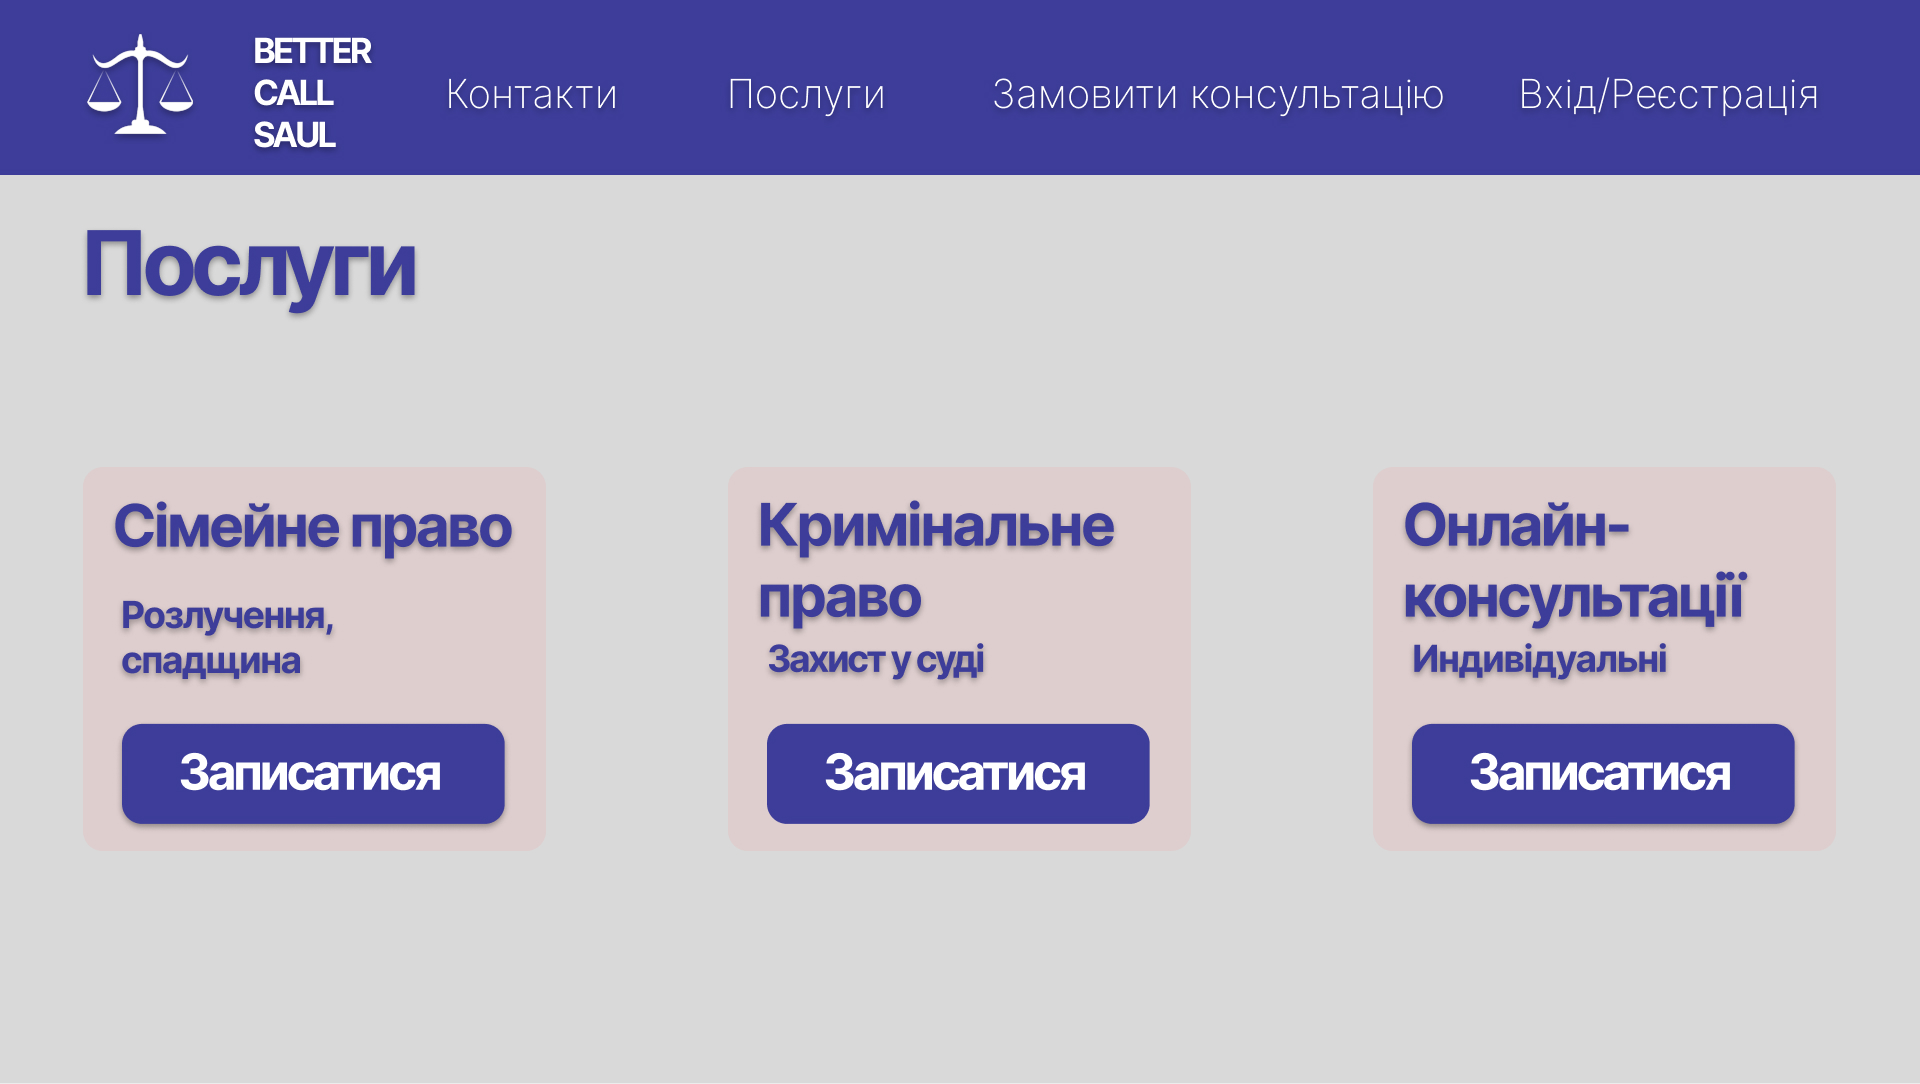 BETTER
CALL
SAUL
Контакти
Послуги
Замовити консультацію
Вхід/Реєстрація
Послуги
Сімейне право
Розлучення,
спадщина
Записатися
Кримінальне
право
Захист у суді
Записатися
Онлайн-
консультації
Индивідуальні
Записатися